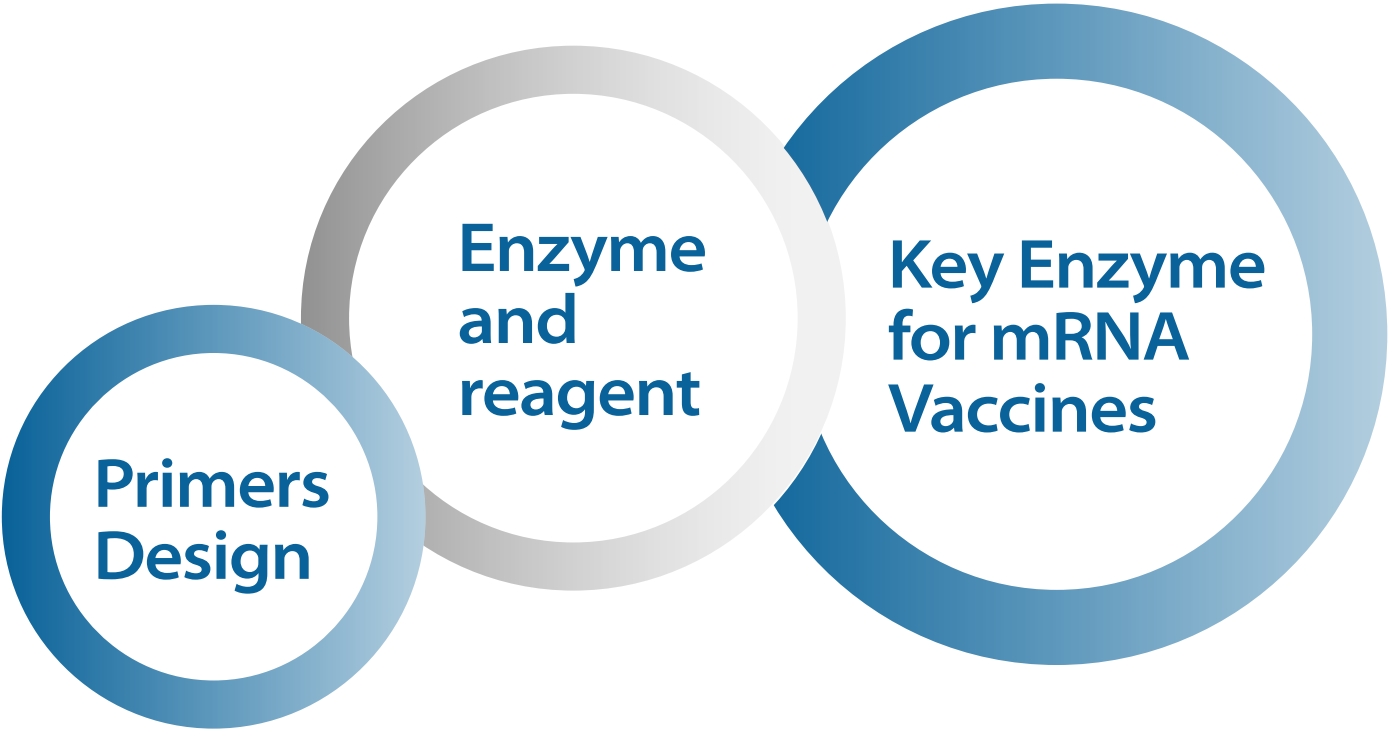 Primers
Design
Enzyme
and
reagent
Key Enzyme
for mRNA
Vaccines